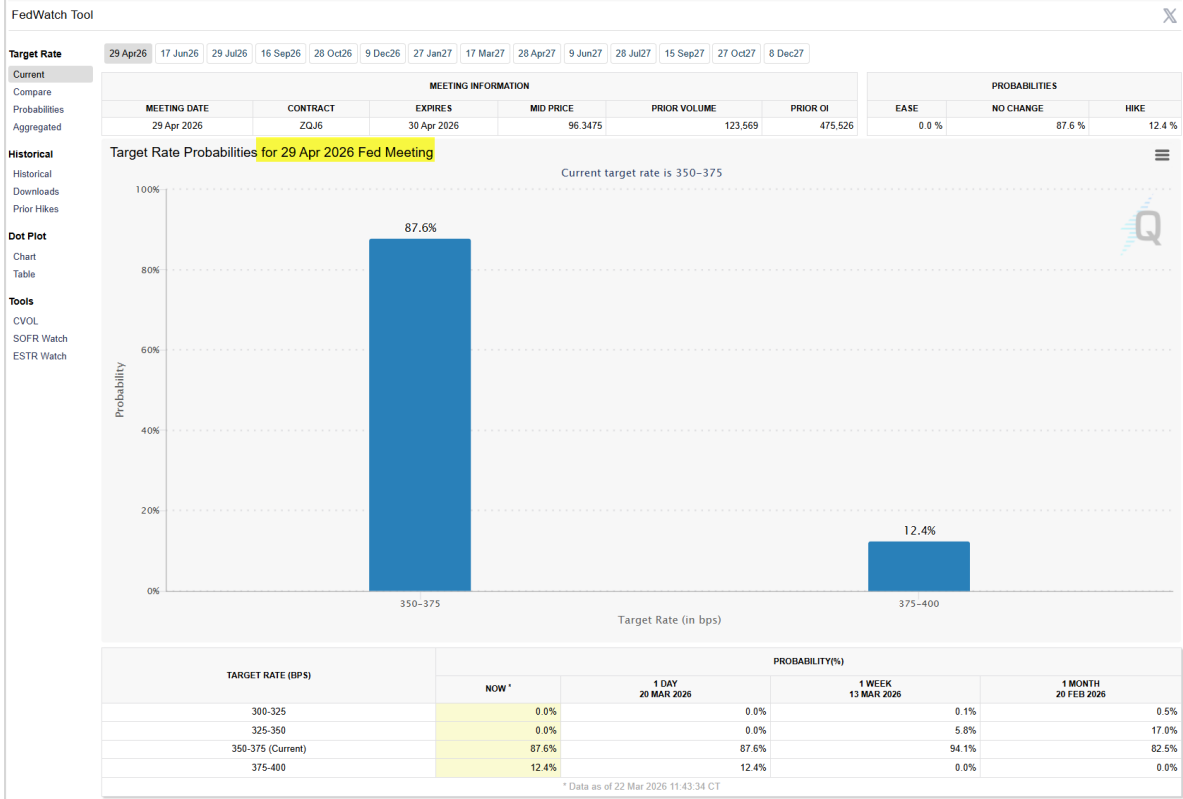 FedWatch Tool
Target Rate
Current
Compare
Probabilities
Aggregated
Historical
Historical
Downloads
Prior Hikes
Dot Plot
Chart
Table
Tools
CVOL
SOFR Watch
ESTR Watch
29 Apr26 17 Jun26 29 Jul26 16 Sep26 28 Oct26 9 Dec26 27 Jan27 17 Mar27 28 Apr27 9 Jun27 28 Jul27 15 Sep27 27 Oct27 8 Dec27
MEETING INFORMATION
MEETING DATE CONTRACT EXPIRES MID PRICE PRIOR VOLUME PRIOR OI
29 Apr 2026 ZQJ6 30 Apr 2026 96.3475 123,569 475,526
PROBABILITIES
EASE NO CHANGE HIKE
0.0 % 87.6 % 12.4 %
Target Rate Probabilities for 29 Apr 2026 Fed Meeting
Current target rate is 350–375
100%
80%
60%
40%
20%
0%
Probability
87.6%
12.4%
Q
350–375 375–400
Target Rate (in bps)
TARGET RATE (BPS) PROBABILITY(%)
NOW * 1 DAY 1 WEEK 1 MONTH
20 MAR 2026 13 MAR 2026 20 FEB 2026
300-325 0.0% 0.0% 0.1% 0.5%
325-350 0.0% 0.0% 5.8% 17.0%
350-375 (Current) 87.6% 87.6% 94.1% 82.5%
375-400 12.4% 12.4% 0.0% 0.0%
* Data as of 22 Mar 2026 11:43:34 CT